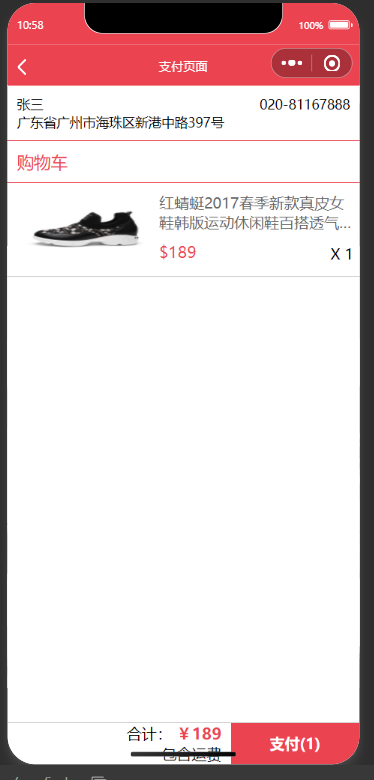 10:58
100%
支付页面
张三 020-81167888
广东省广州市海珠区新港中路397号
购物车
红蜻蜓2017春季新款真皮女
鞋韩版运动休闲鞋百搭透气...
$189 X 1
合计： ￥189
包含运费
支付(1)